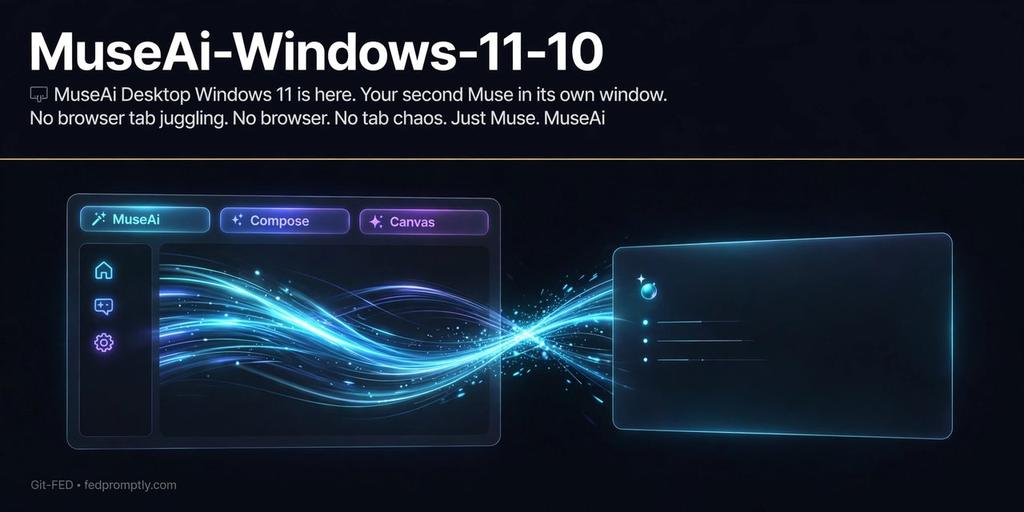 MuseAi-Windows-11-10
MuseAi Desktop Windows 11 is here. Your second Muse in its own window.
No browser tab juggling. No browser. No tab chaos. Just Muse. MuseAi
MuseAi
Compose
Canvas
Git-FED • fedpromptly.com